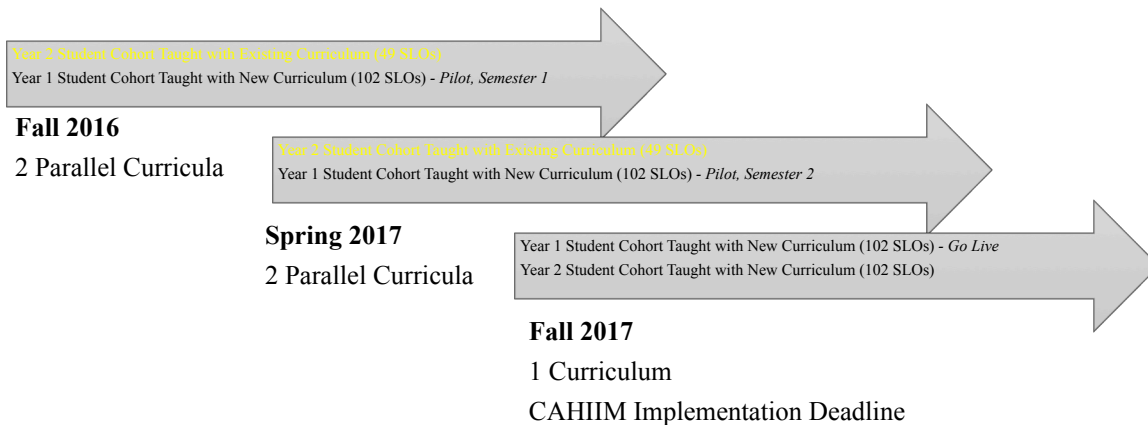 Year 2 Student Cohort Taught with Existing Curriculum (49 SLOs)
Year 1 Student Cohort Taught with New Curriculum (102 SLOs) - Pilot, Semester 1
Fall 2016
2 Parallel Curricula
Year 2 Student Cohort Taught with Existing Curriculum (49 SLOs)
Year 1 Student Cohort Taught with New Curriculum (102 SLOs) - Pilot, Semester 2
Spring 2017
2 Parallel Curricula
Year 1 Student Cohort Taught with New Curriculum (102 SLOs) - Go Live
Year 2 Student Cohort Taught with New Curriculum (102 SLOs)
Fall 2017
1 Curriculum
CAHIIM Implementation Deadline